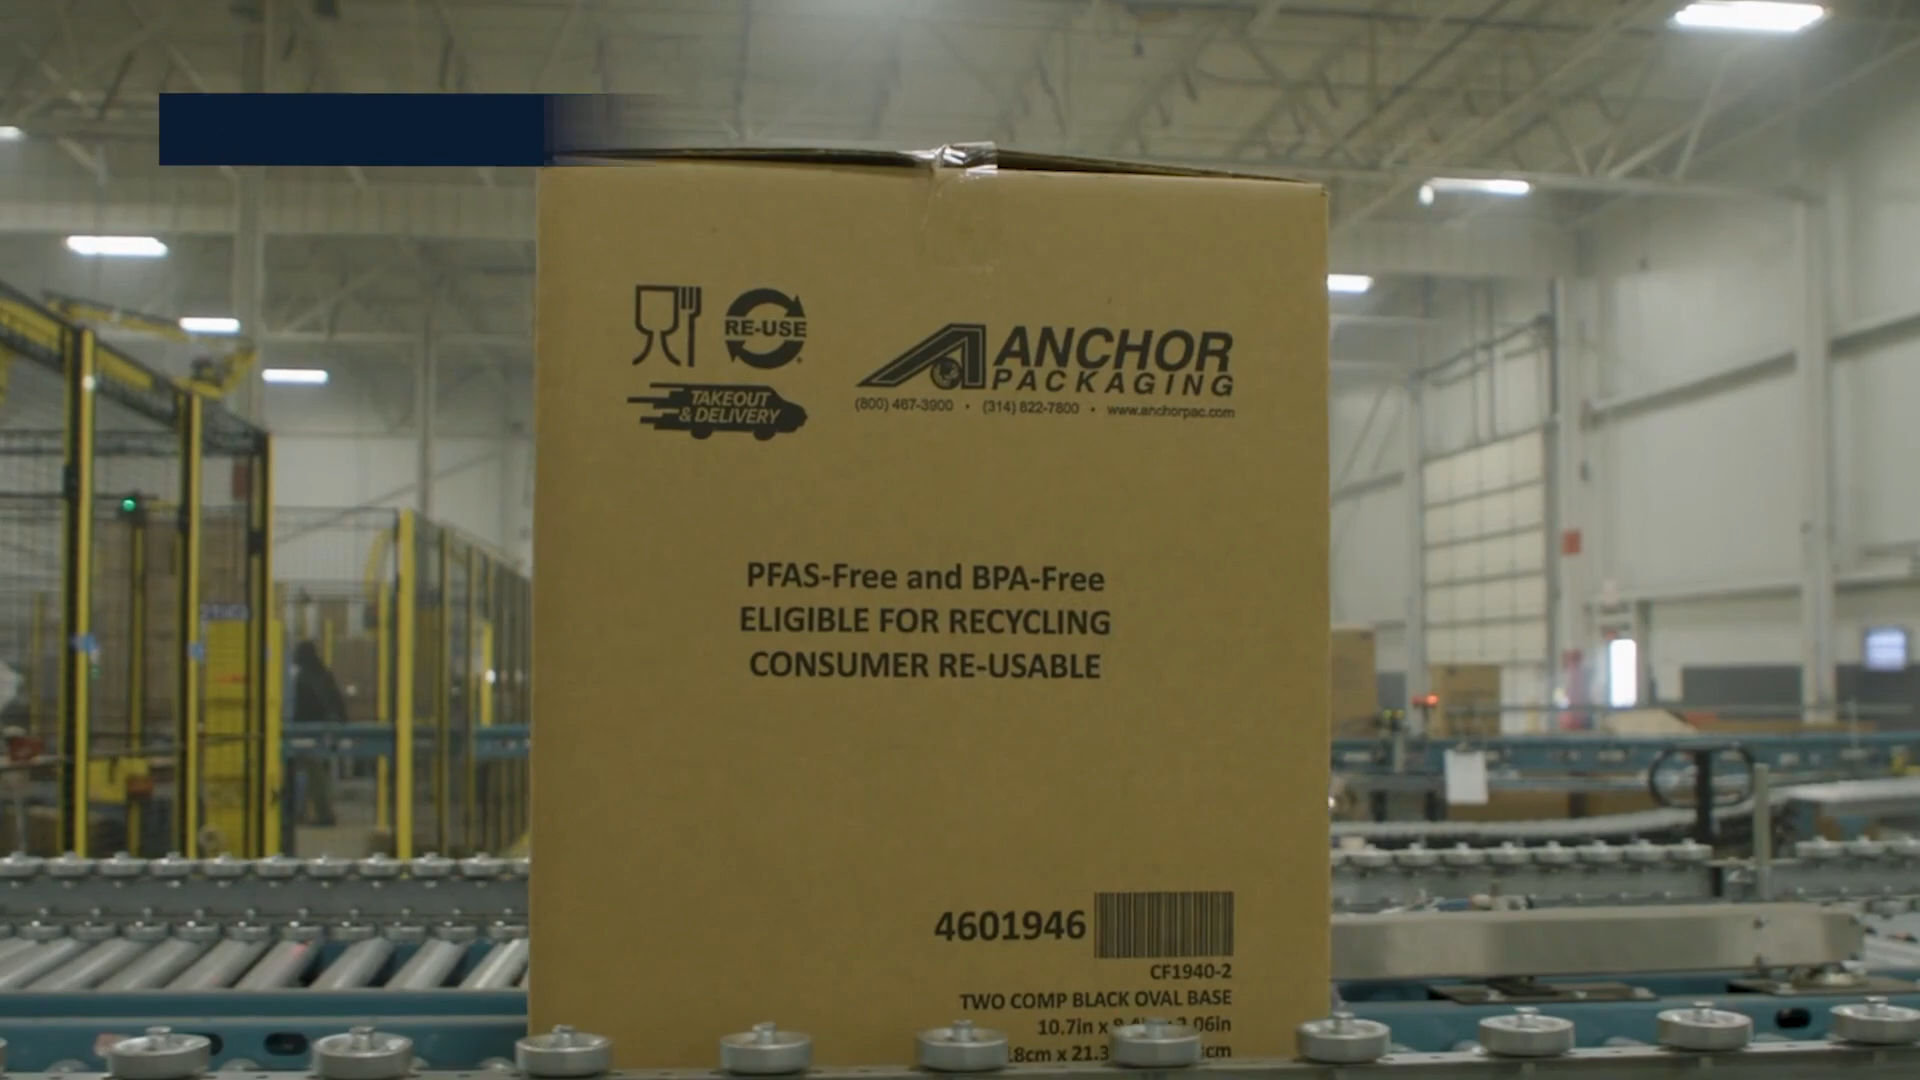 RE-USE
TAKEOUT
& DELIVERY
ANCHOR
PACKAGING
(800) 467-3900 • (314) 822-7800 • www.anchorpac.com
PFAS-Free and BPA-Free
ELIGIBLE FOR RECYCLING
CONSUMER RE-USABLE
4601946
CF1940-2
TWO COMP BLACK OVAL BASE
10.7in x